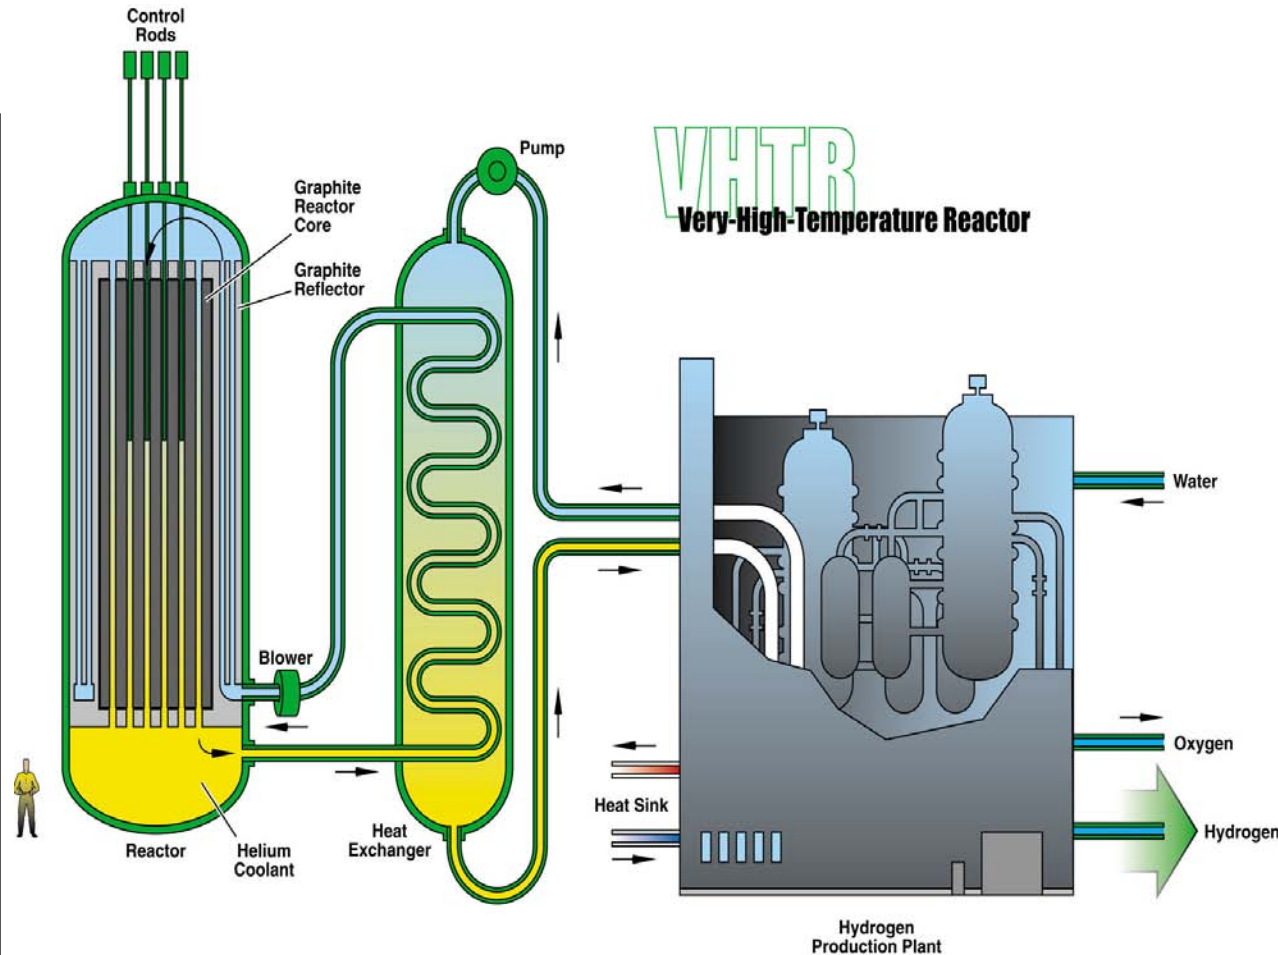 Control
Rods
Pump
VHTR
Very-High-Temperature Reactor
Graphite
Reactor
Core
Graphite
Reflector
Water
Blower
Oxygen
Heat Sink
Heat
Exchanger
Hydrogen
Reactor
Helium
Coolant
Hydrogen
Production Plant